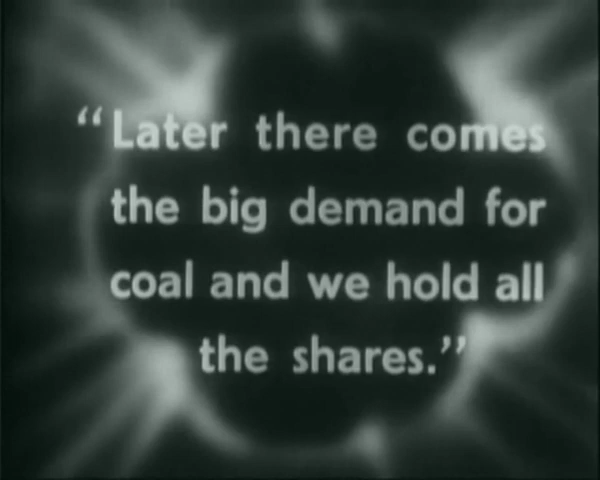 “Later there comes
the big demand for
coal and we hold all
the shares.”